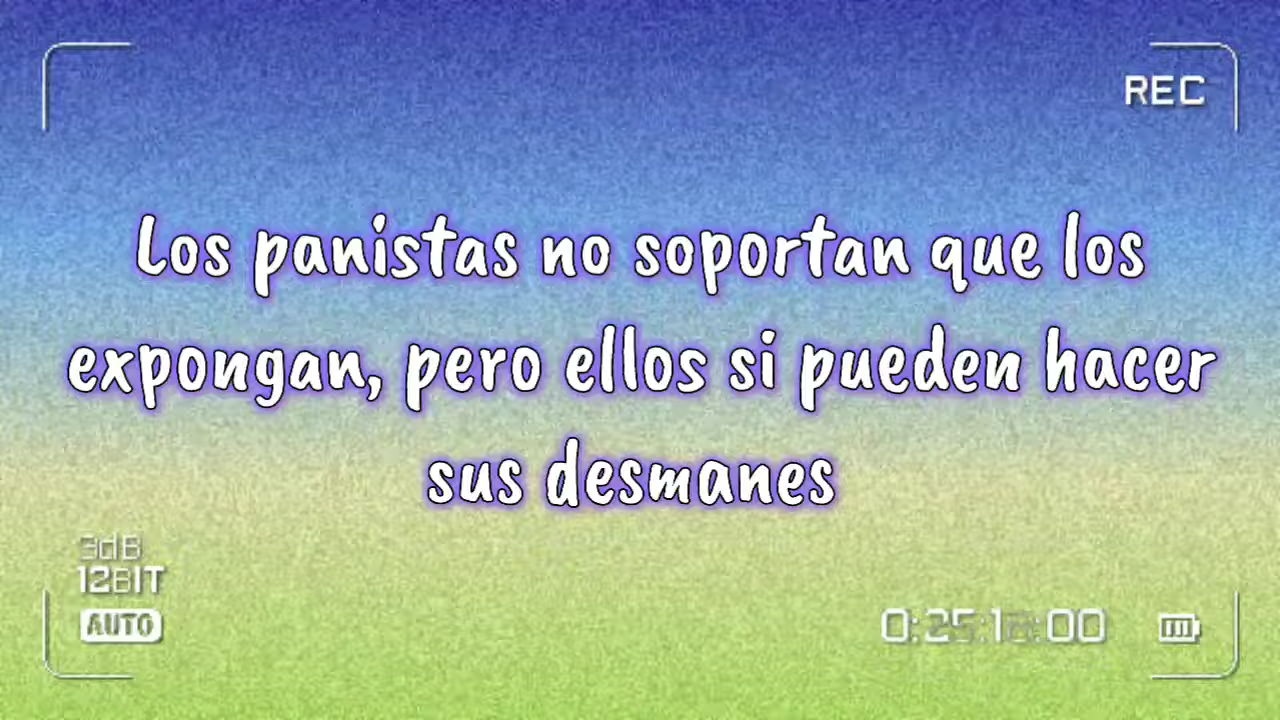 REC
Los panistas no soportan que los
expongan, pero ellos si pueden hacer
sus desmanes
3dB
12BIT
AUTO